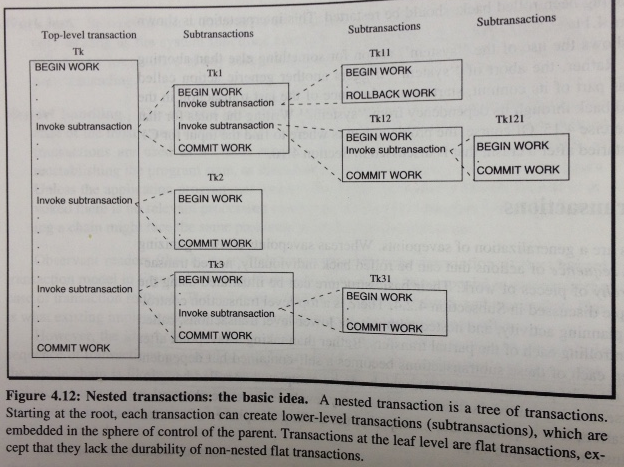 Top-level transaction
Tk
BEGIN WORK
Invoke subtransaction
Invoke subtransaction
Invoke subtransaction
COMMIT WORK
Subtransactions
Tk1
BEGIN WORK
Invoke subtransaction
Invoke subtransaction
COMMIT WORK
Tk2
BEGIN WORK
COMMIT WORK
Tk3
BEGIN WORK
Invoke subtransaction
COMMIT WORK
Subtransactions
Tk11
BEGIN WORK
ROLLBACK WORK
Tk12
BEGIN WORK
Invoke subtransaction
COMMIT WORK
Tk31
BEGIN WORK
COMMIT WORK
Subtransactions
Tk121
BEGIN WORK
COMMIT WORK
Figure 4.12: Nested transactions: the basic idea. A nested transaction is a tree of transactions.
Starting at the root, each transaction can create lower-level transactions (subtransactions), which are
embedded in the sphere of control of the parent. Transactions at the leaf level are flat transactions, ex-
cept that they lack the durability of non-nested flat transactions.